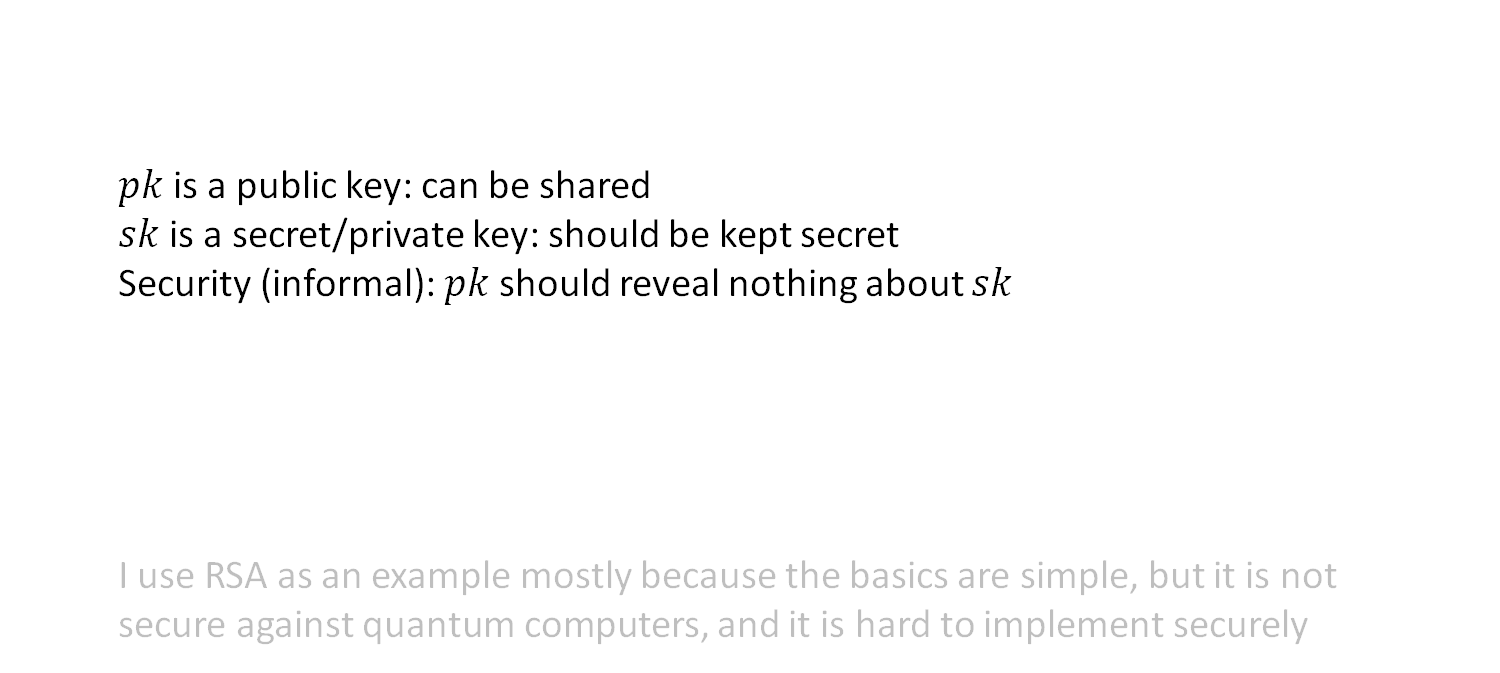 pk is a public key: can be shared
sk is a secret/private key: should be kept secret
Security (informal): pk should reveal nothing about sk
I use RSA as an example mostly because the basics are simple, but it is not
secure against quantum computers, and it is hard to implement securely